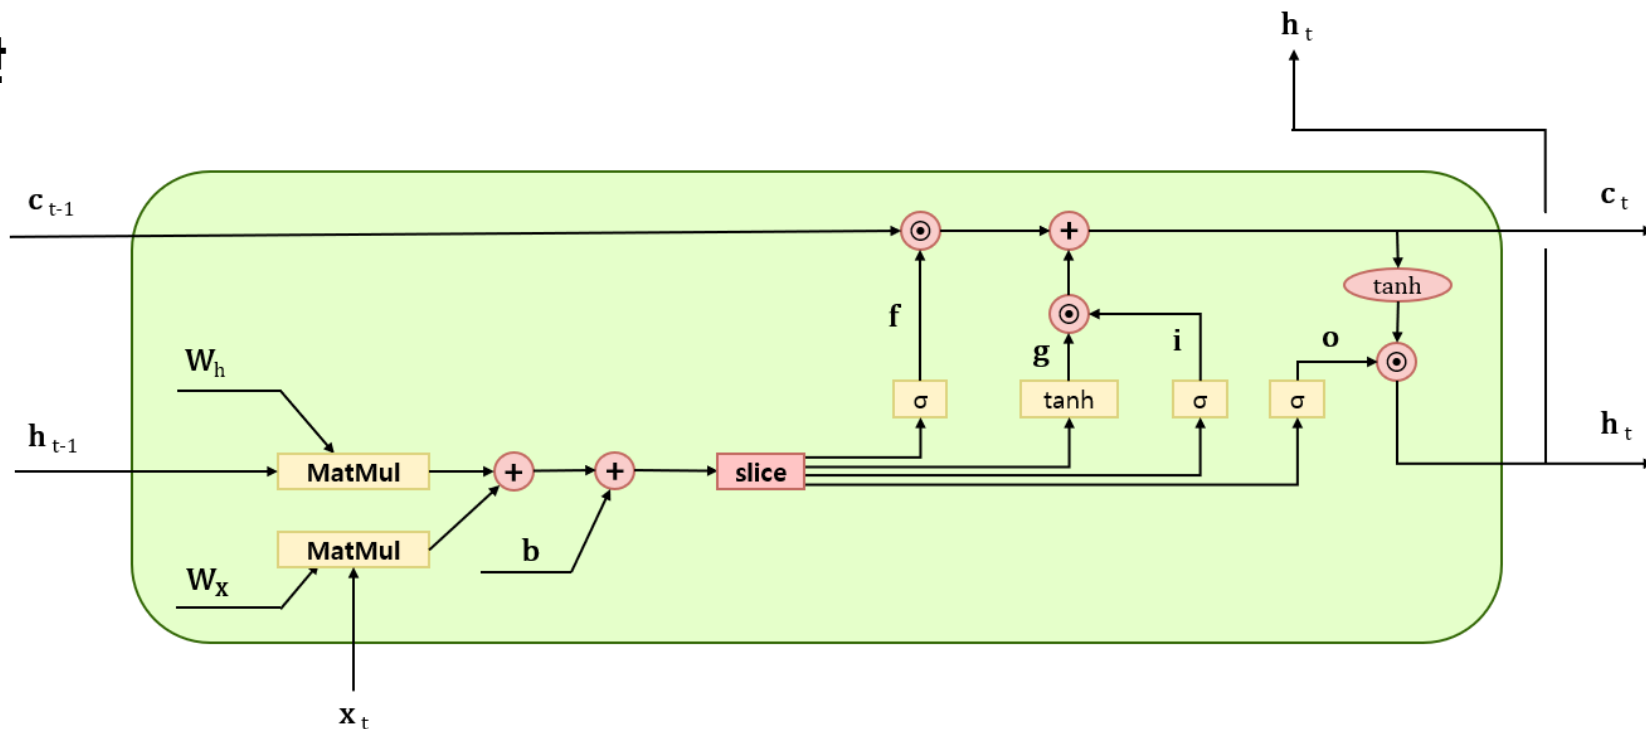 h t
t
c t-1
c t
+
tanh
f
i
o
g
W h
σ
tanh
σ
σ
h t-1
h t
MatMul
+
+
slice
MatMul
b
W X
x t